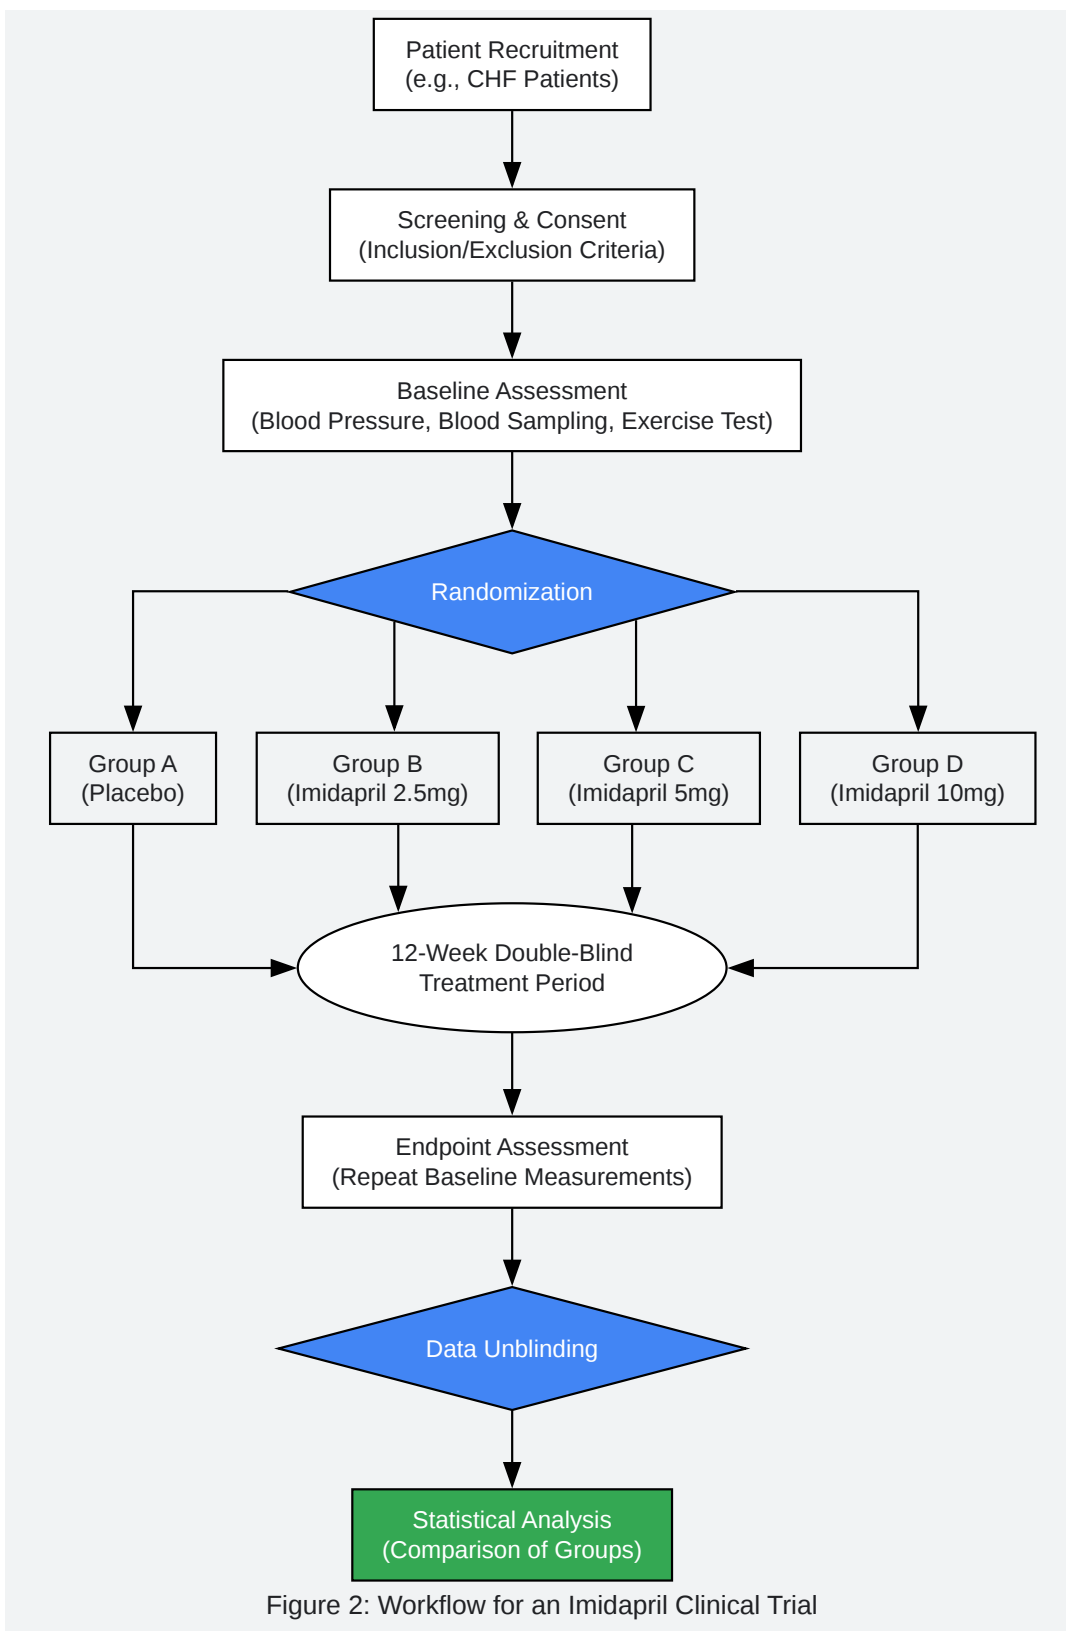 Patient Recruitment
(e.g., CHF Patients)
Screening & Consent
(Inclusion/Exclusion Criteria)
Baseline Assessment
(Blood Pressure, Blood Sampling, Exercise Test)
Randomization
Group A
(Placebo)
Group B
(Imidapril 2.5mg)
Group C
(Imidapril 5mg)
Group D
(Imidapril 10mg)
12-Week Double-Blind
Treatment Period
Endpoint Assessment
(Repeat Baseline Measurements)
Data Unblinding
Statistical Analysis
(Comparison of Groups)
Figure 2: Workflow for an Imidapril Clinical Trial